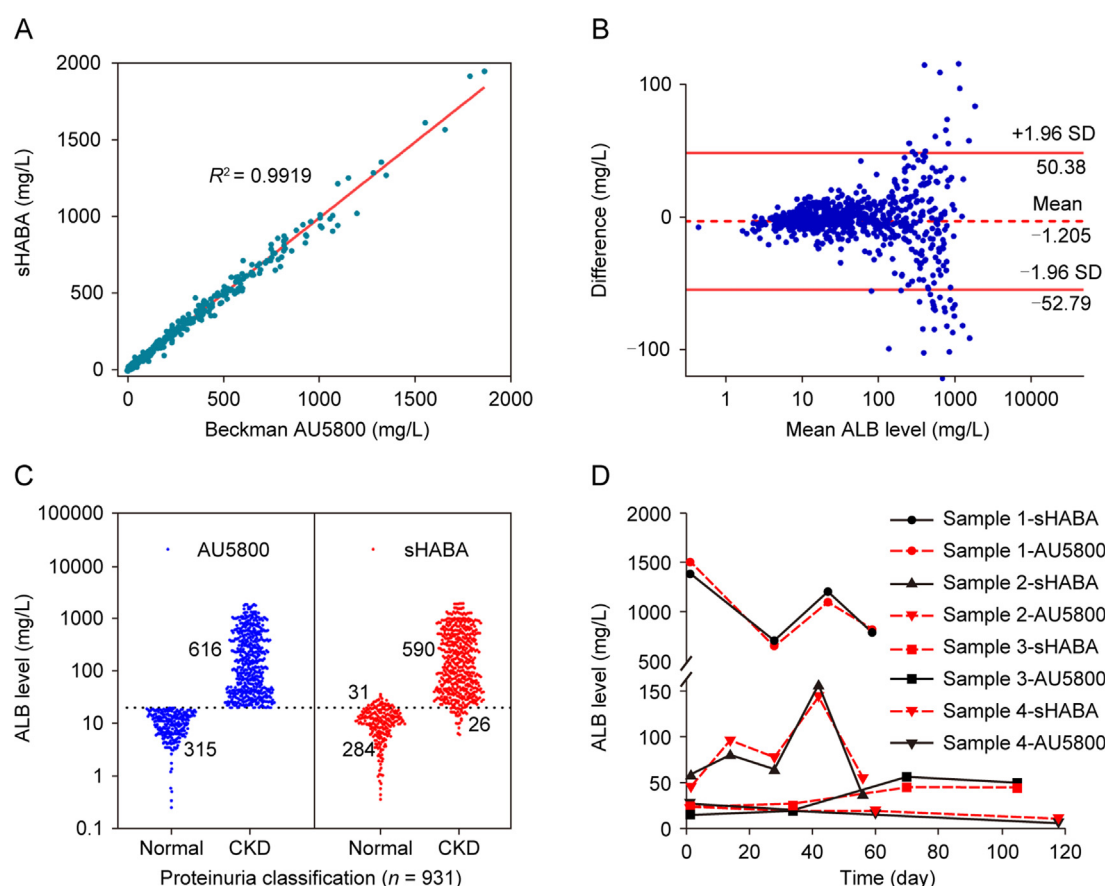 A
2000
1500
1000
500
0
sHABA (mg/L)
R² = 0.9919
0 500 1000 1500 2000
Beckman AU5800 (mg/L)
B
100
0
−100
Difference (mg/L)
+1.96 SD
50.38
Mean
−1.205
−1.96 SD
−52.79
1 10 100 1000 10000
Mean ALB level (mg/L)
C
100000
10000
1000
100
10
1
0.1
ALB level (mg/L)
AU5800
sHABA
616
315
590
31
26
284
Normal CKD Normal CKD
Proteinuria classification (n = 931)
D
2000
1500
1000
500
150
100
50
0
ALB level (mg/L)
Sample 1-sHABA
Sample 1-AU5800
Sample 2-sHABA
Sample 2-AU5800
Sample 3-sHABA
Sample 3-AU5800
Sample 4-sHABA
Sample 4-AU5800
0 20 40 60 80 100 120
Time (day)